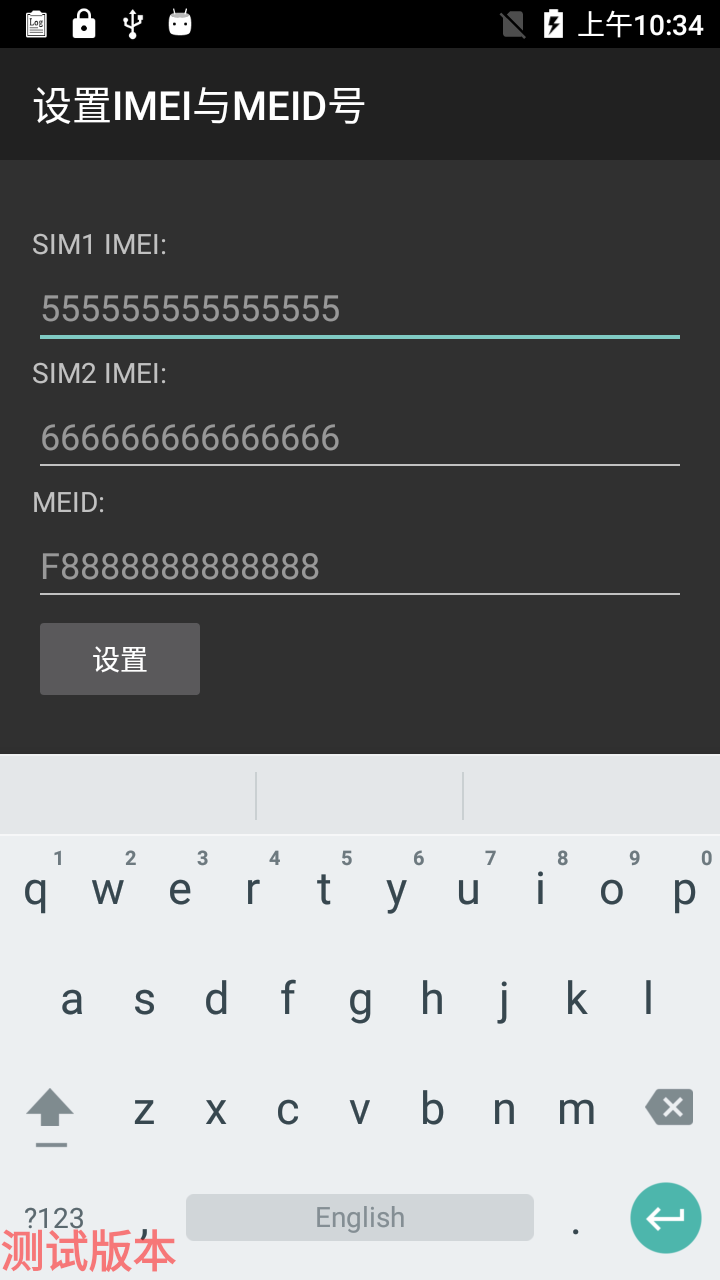 上午10:34
设置IMEI与MEID号
SIM1 IMEI:
555555555555555
SIM2 IMEI:
666666666666666
MEID:
F8888888888888
设置
1 2 3 4 5 6 7 8 9 0
q w e r t y u i o p
a s d f g h j k l
z x c v b n m
?123 , English .
测试版本